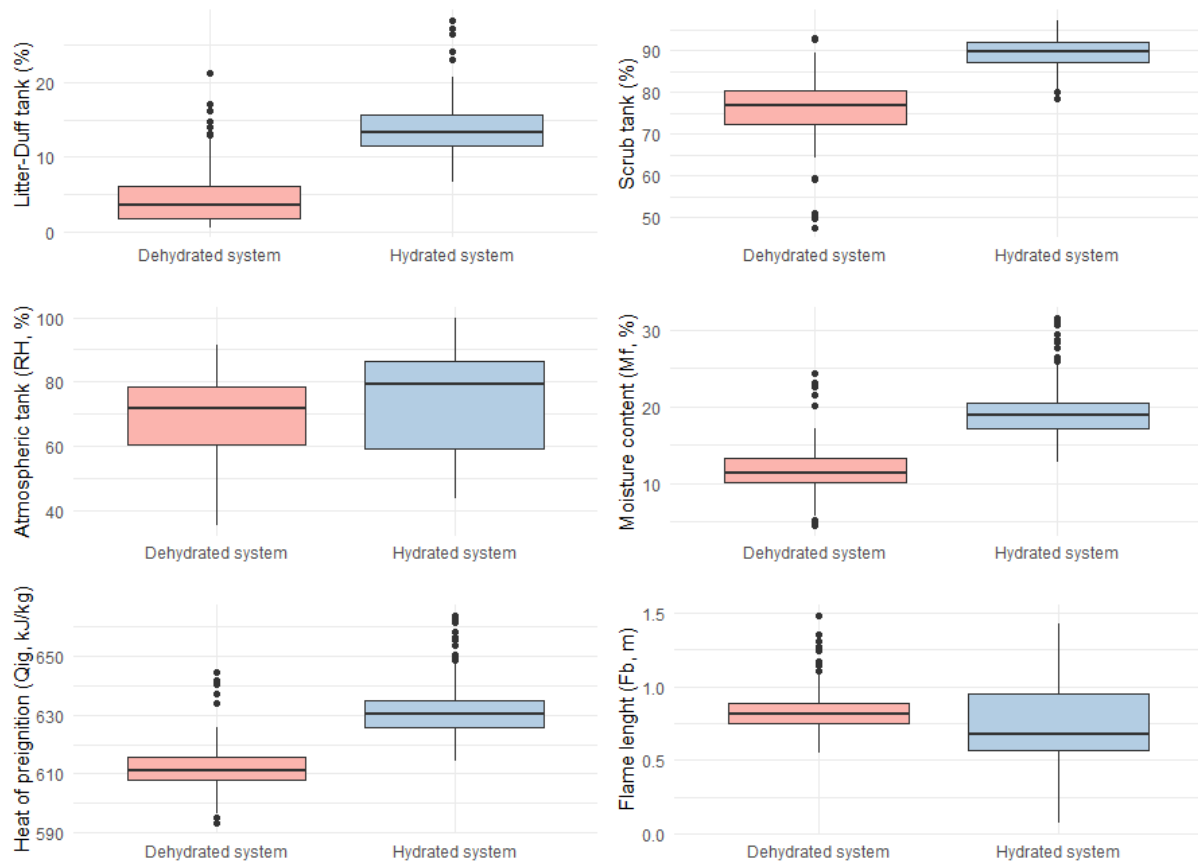 Litter-Duff tank (%)
20
10
0
Dehydrated system
Hydrated system
Scrub tank (%)
90
80
70
60
50
Dehydrated system
Hydrated system
Atmospheric tank (RH, %)
100
80
60
40
Dehydrated system
Hydrated system
Moisture content (Mf, %)
30
20
10
Dehydrated system
Hydrated system
Heat of preignition (Qig, kJ/kg)
650
630
610
590
Dehydrated system
Hydrated system
Flame lenght (Fb, m)
1.5
1.0
0.5
0.0
Dehydrated system
Hydrated system